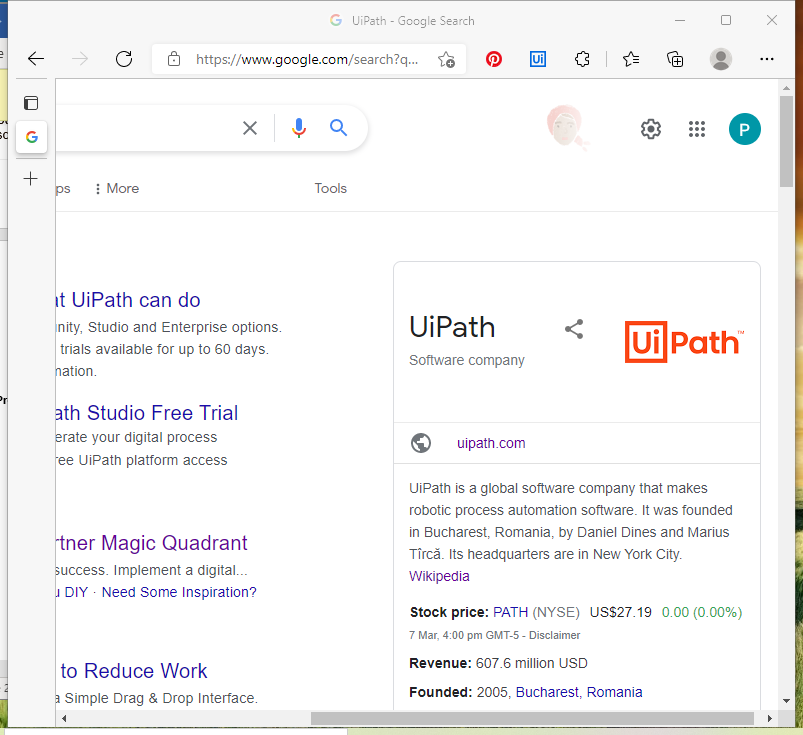 UiPath - Google Search
https://www.google.com/search?q...
Ui
P
ps
More
Tools
at UiPath can do
unity, Studio and Enterprise options.
trials available for up to 60 days.
mation.
ath Studio Free Trial
erate your digital process
ree UiPath platform access
rtner Magic Quadrant
success. Implement a digital...
u DIY · Need Some Inspiration?
to Reduce Work
a Simple Drag & Drop Interface.
UiPath
Software company
Ui Path™
uipath.com
UiPath is a global software company that makes
robotic process automation software. It was founded
in Bucharest, Romania, by Daniel Dines and Marius
Tîrcă. Its headquarters are in New York City.
Wikipedia
Stock price: PATH (NYSE) US$27.19 0.00 (0.00%)
7 Mar, 4:00 pm GMT-5 - Disclaimer
Revenue: 607.6 million USD
Founded: 2005, Bucharest, Romania